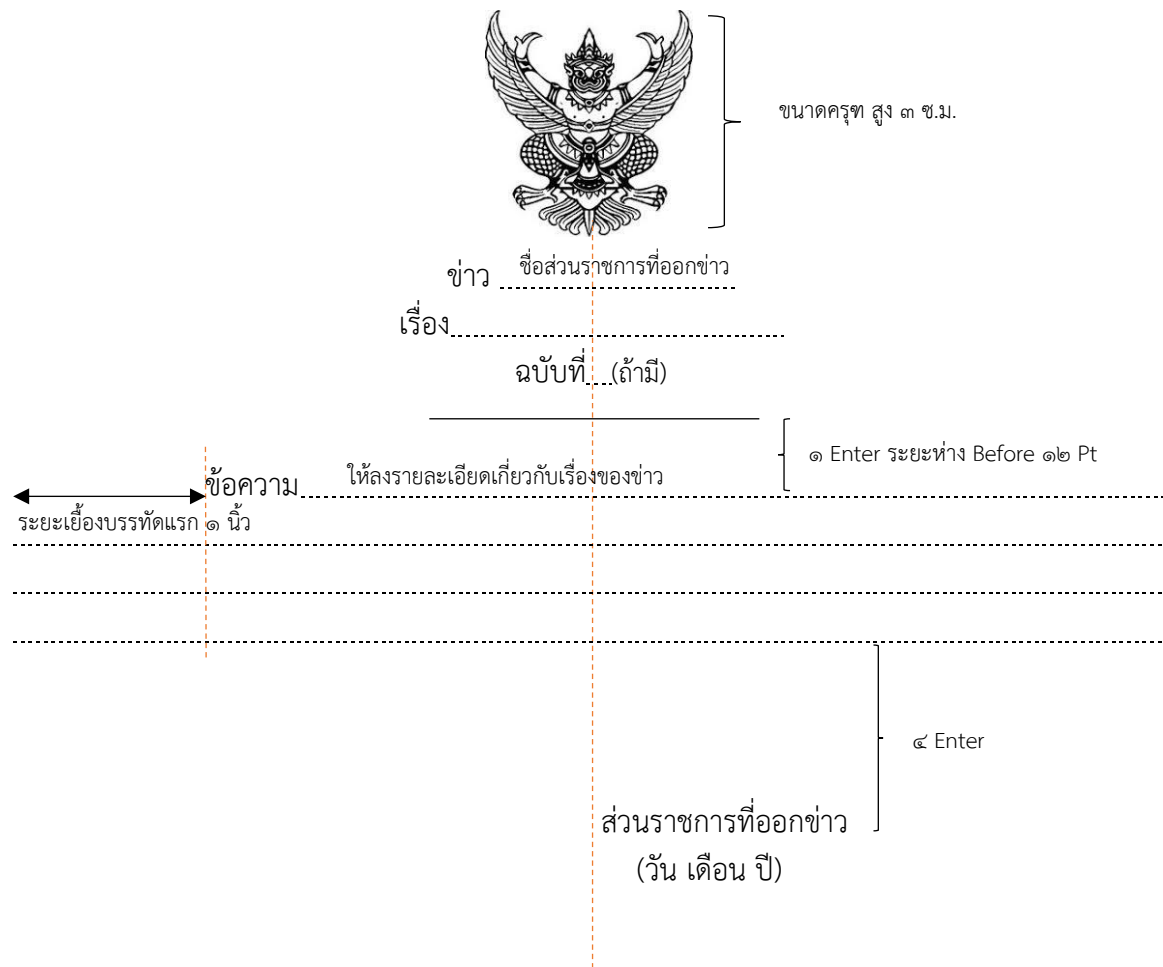 ขนาดครุฑ สูง ๓ ซ.ม.
ข่าว ชื่อส่วนราชการที่ออกข่าว
เรื่อง
ฉบับที่ (ถ้ามี)
๑ Enter ระยะห่าง Before ๑๒ Pt
ข้อความ ให้ลงรายละเอียดเกี่ยวกับเรื่องของข่าว
ระยะเยื้องบรรทัดแรก ๑ นิ้ว
๔ Enter
ส่วนราชการที่ออกข่าว
(วัน เดือน ปี)